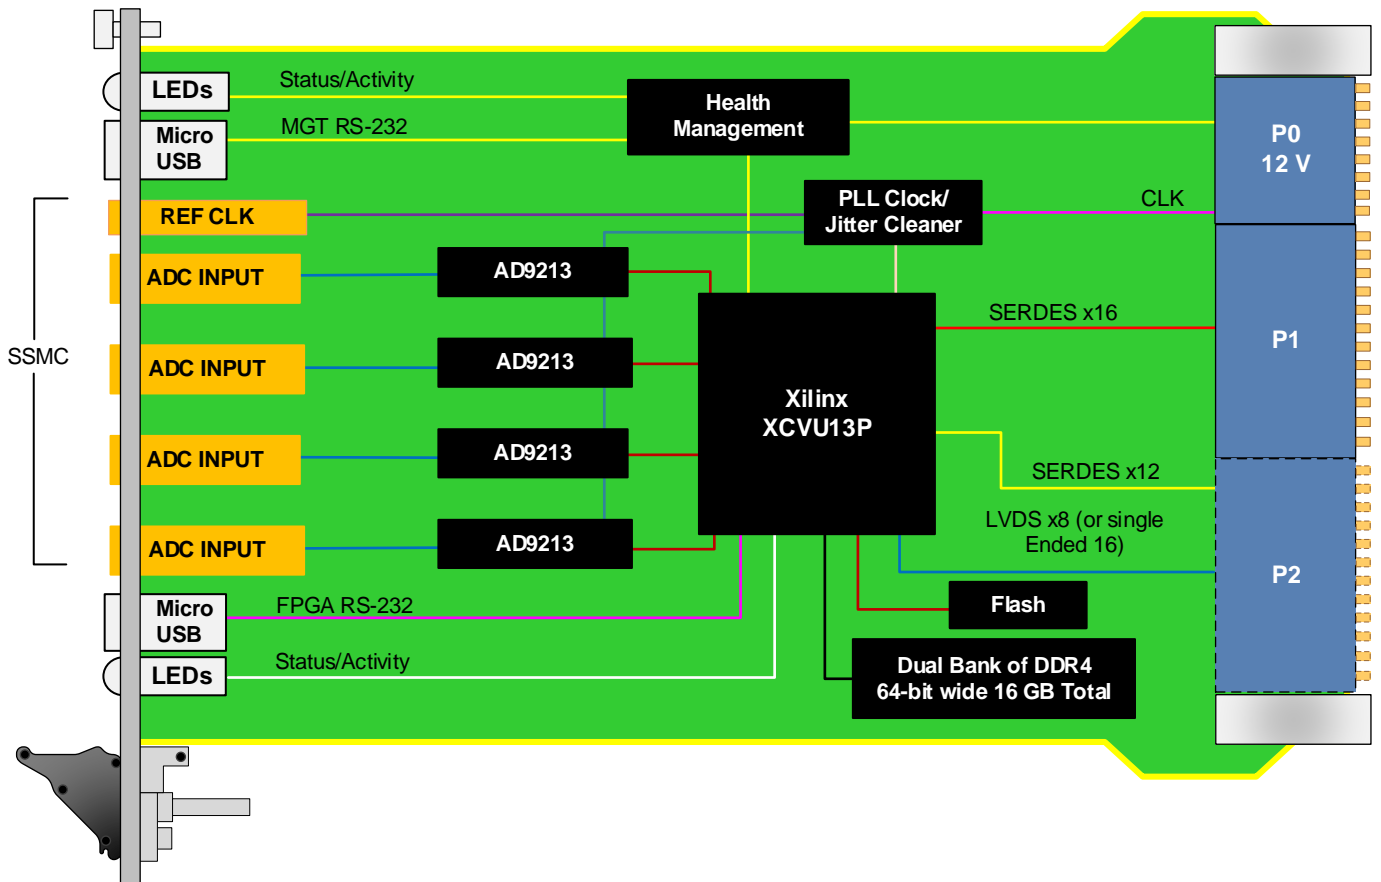 LEDs
Status/Activity
Micro
USB
MGT RS-232
Health
Management
P0
12 V
REF CLK
PLL Clock/
Jitter Cleaner
CLK
ADC INPUT
AD9213
SERDES x16
P1
SSMC
ADC INPUT
AD9213
Xilinx
XCVU13P
ADC INPUT
AD9213
SERDES x12
LVDS x8 (or single
Ended 16)
ADC INPUT
AD9213
P2
Micro
USB
FPGA RS-232
Flash
LEDs
Status/Activity
Dual Bank of DDR4
64-bit wide 16 GB Total